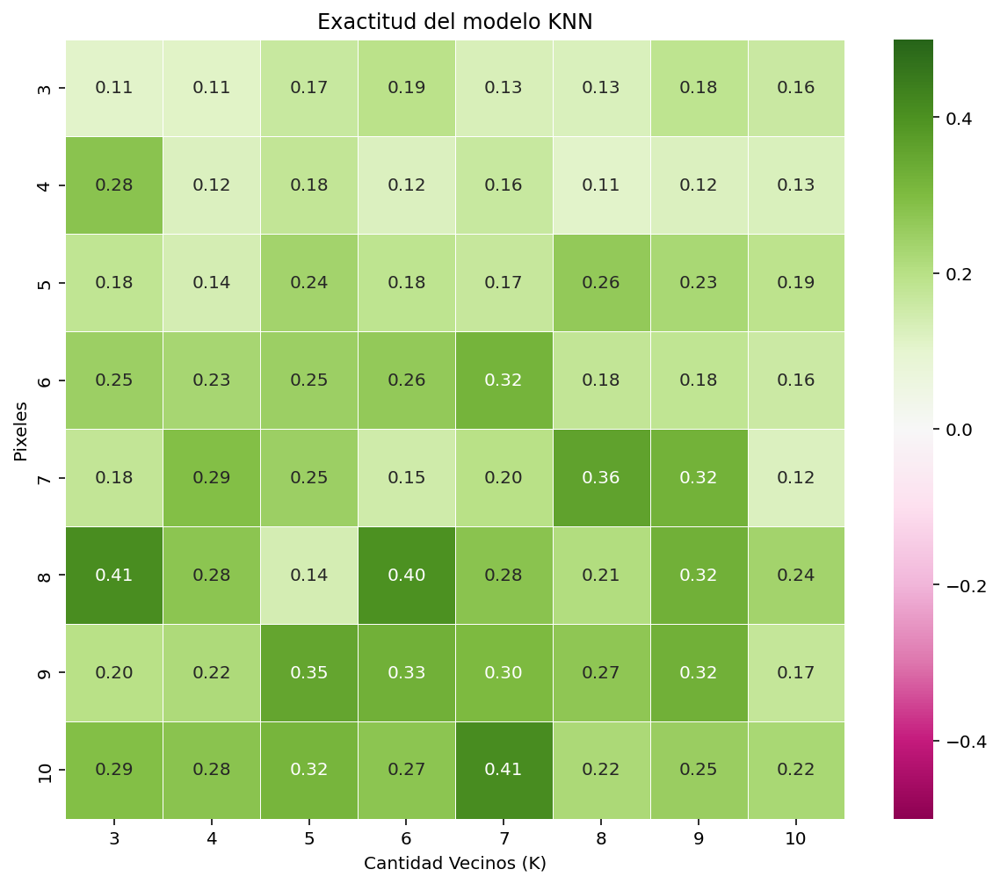 Exactitud del modelo KNN
3 0.11 0.11 0.17 0.19 0.13 0.13 0.18 0.16
4 0.28 0.12 0.18 0.12 0.16 0.11 0.12 0.13
5 0.18 0.14 0.24 0.18 0.17 0.26 0.23 0.19
6 0.25 0.23 0.25 0.26 0.32 0.18 0.18 0.16
7 0.18 0.29 0.25 0.15 0.20 0.36 0.32 0.12
8 0.41 0.28 0.14 0.40 0.28 0.21 0.32 0.24
9 0.20 0.22 0.35 0.33 0.30 0.27 0.32 0.17
10 0.29 0.28 0.32 0.27 0.41 0.22 0.25 0.22
3 4 5 6 7 8 9 10
Cantidad Vecinos (K)
Pixeles
0.4
0.2
0.0
−0.2
−0.4